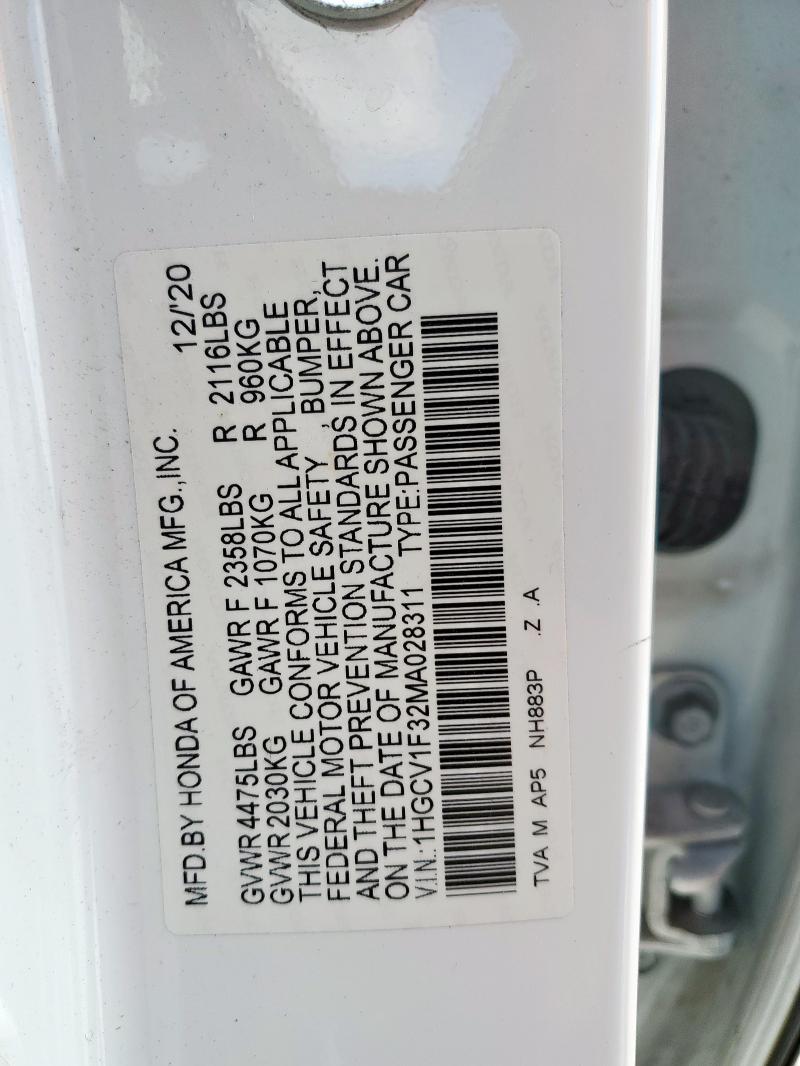 MFD.BY HONDA OF AMERICA MFG.,INC. 12/'20
GVWR 4475LBS GAWR F 2358LBS R 2116LBS
GVWR 2030KG GAWR F 1070KG R 960KG
THIS VEHICLE CONFORMS TO ALL APPLICABLE
FEDERAL MOTOR VEHICLE SAFETY , BUMPER,
AND THEFT PREVENTION STANDARDS IN EFFECT
ON THE DATE OF MANUFACTURE SHOWN ABOVE.
V.I.N.:1HGCV1F32MA028311 TYPE:PASSENGER CAR
TVA M AP5 NH883P .Z .A